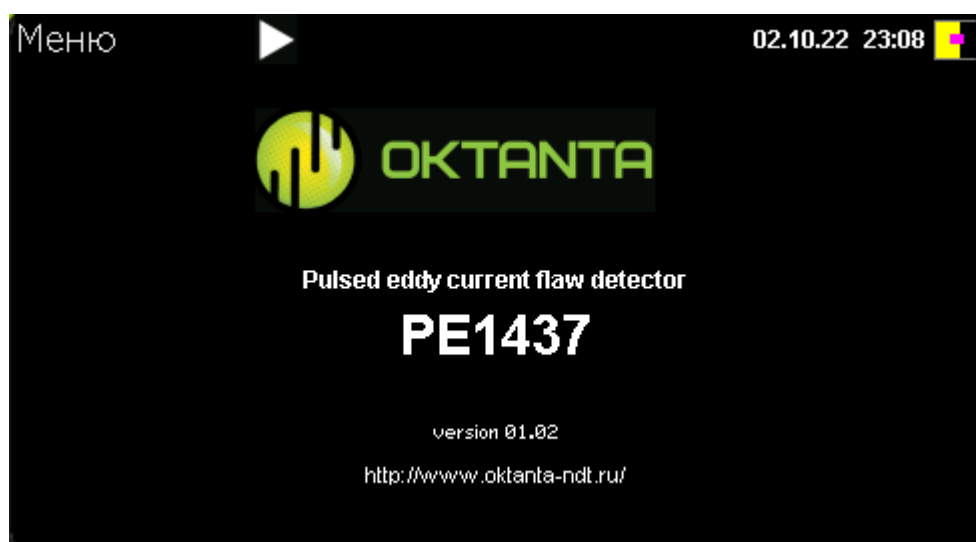 Меню
02.10.22 23:08
OKTANTA
Pulsed eddy current flaw detector
PE1437
version 01.02
http://www.oktanta-ndt.ru/